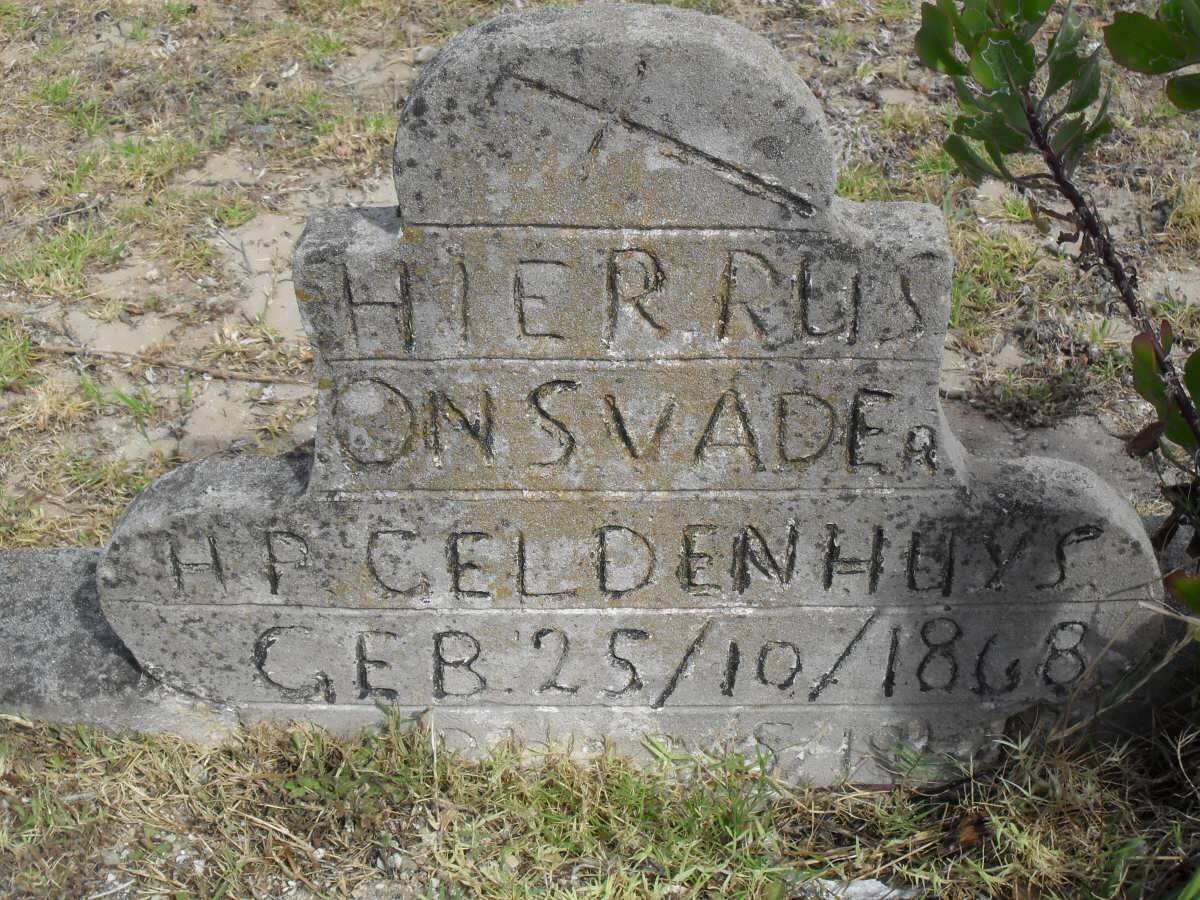 HIER RUS
ONS VADER
H P GELDENHUYS
GEB 25/10/1868